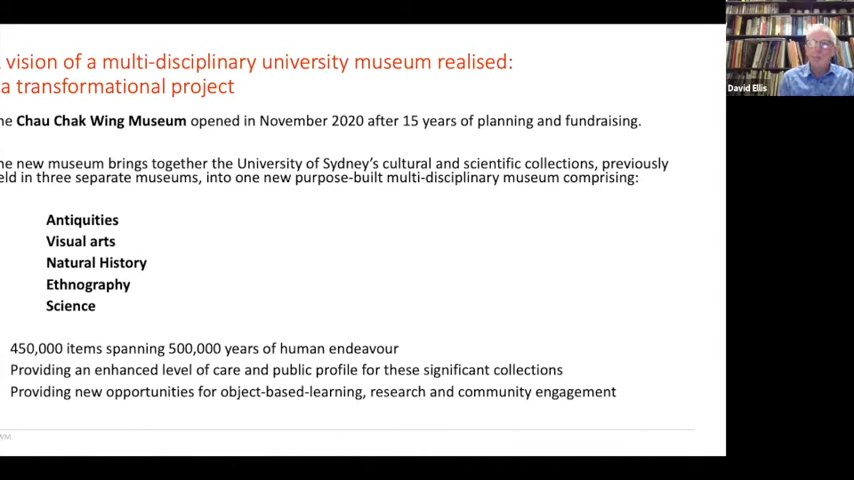 vision of a multi-disciplinary university museum realised:
a transformational project
David Ellis
he Chau Chak Wing Museum opened in November 2020 after 15 years of planning and fundraising.
he new museum brings together the University of Sydney's cultural and scientific collections, previously
eld in three separate museums, into one new purpose-built multi-disciplinary museum comprising:
Antiquities
Visual arts
Natural History
Ethnography
Science
450,000 items spanning 500,000 years of human endeavour
Providing an enhanced level of care and public profile for these significant collections
Providing new opportunities for object-based-learning, research and community engagement
WM